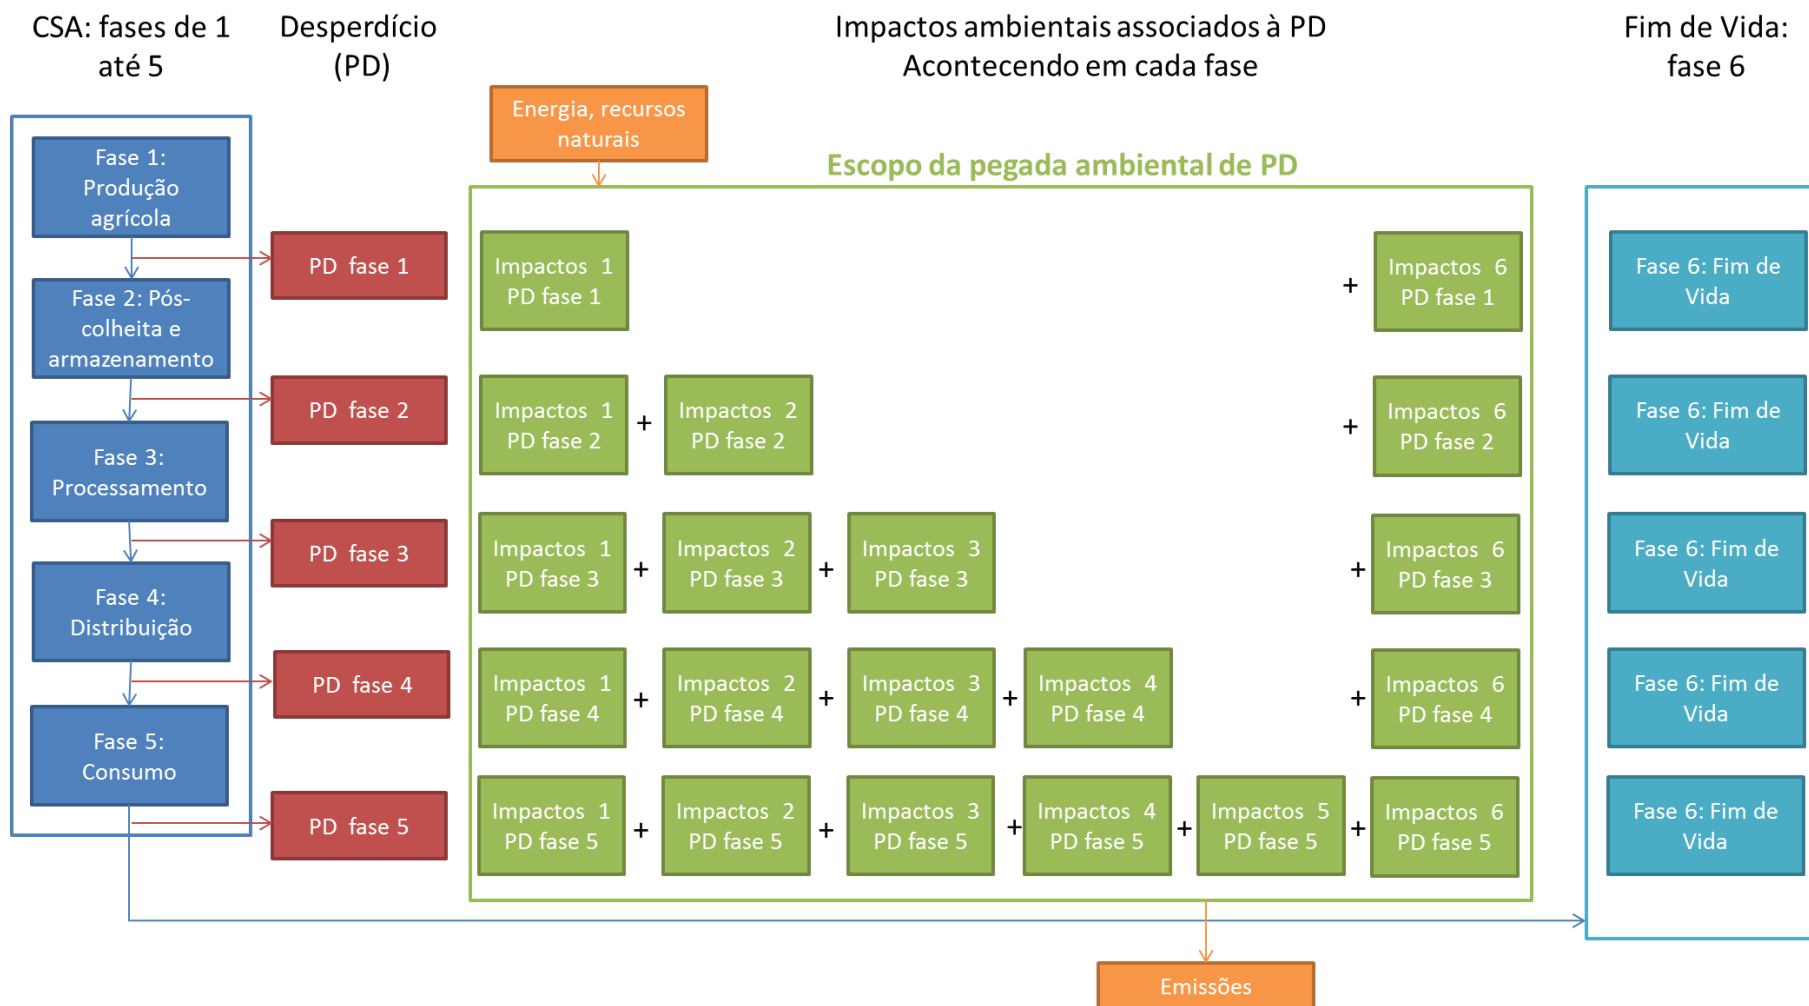 CSA: fases de 1
até 5
Desperdício
(PD)
Impactos ambientais associados à PD
Acontecendo em cada fase
Fim de Vida:
fase 6
Energia, recursos
naturais
Escopo da pegada ambiental de PD
Fase 1:
Produção
agrícola
PD fase 1
Impactos 1
PD fase 1
+
Impactos 6
PD fase 1
Fase 6: Fim de
Vida
Fase 2: Pós-
colheita e
armazenamento
PD fase 2
Impactos 1
PD fase 2
+
Impactos 2
PD fase 2
+
Impactos 6
PD fase 2
Fase 6: Fim de
Vida
Fase 3:
Processamento
PD fase 3
Impactos 1
PD fase 3
+
Impactos 2
PD fase 3
+
Impactos 3
PD fase 3
+
Impactos 6
PD fase 3
Fase 6: Fim de
Vida
Fase 4:
Distribuição
PD fase 4
Impactos 1
PD fase 4
+
Impactos 2
PD fase 4
+
Impactos 3
PD fase 4
+
Impactos 4
PD fase 4
+
Impactos 6
PD fase 4
Fase 6: Fim de
Vida
Fase 5:
Consumo
PD fase 5
Impactos 1
PD fase 5
+
Impactos 2
PD fase 5
+
Impactos 3
PD fase 5
+
Impactos 4
PD fase 5
+
Impactos 5
PD fase 5
+
Impactos 6
PD fase 5
Fase 6: Fim de
Vida
Emissões